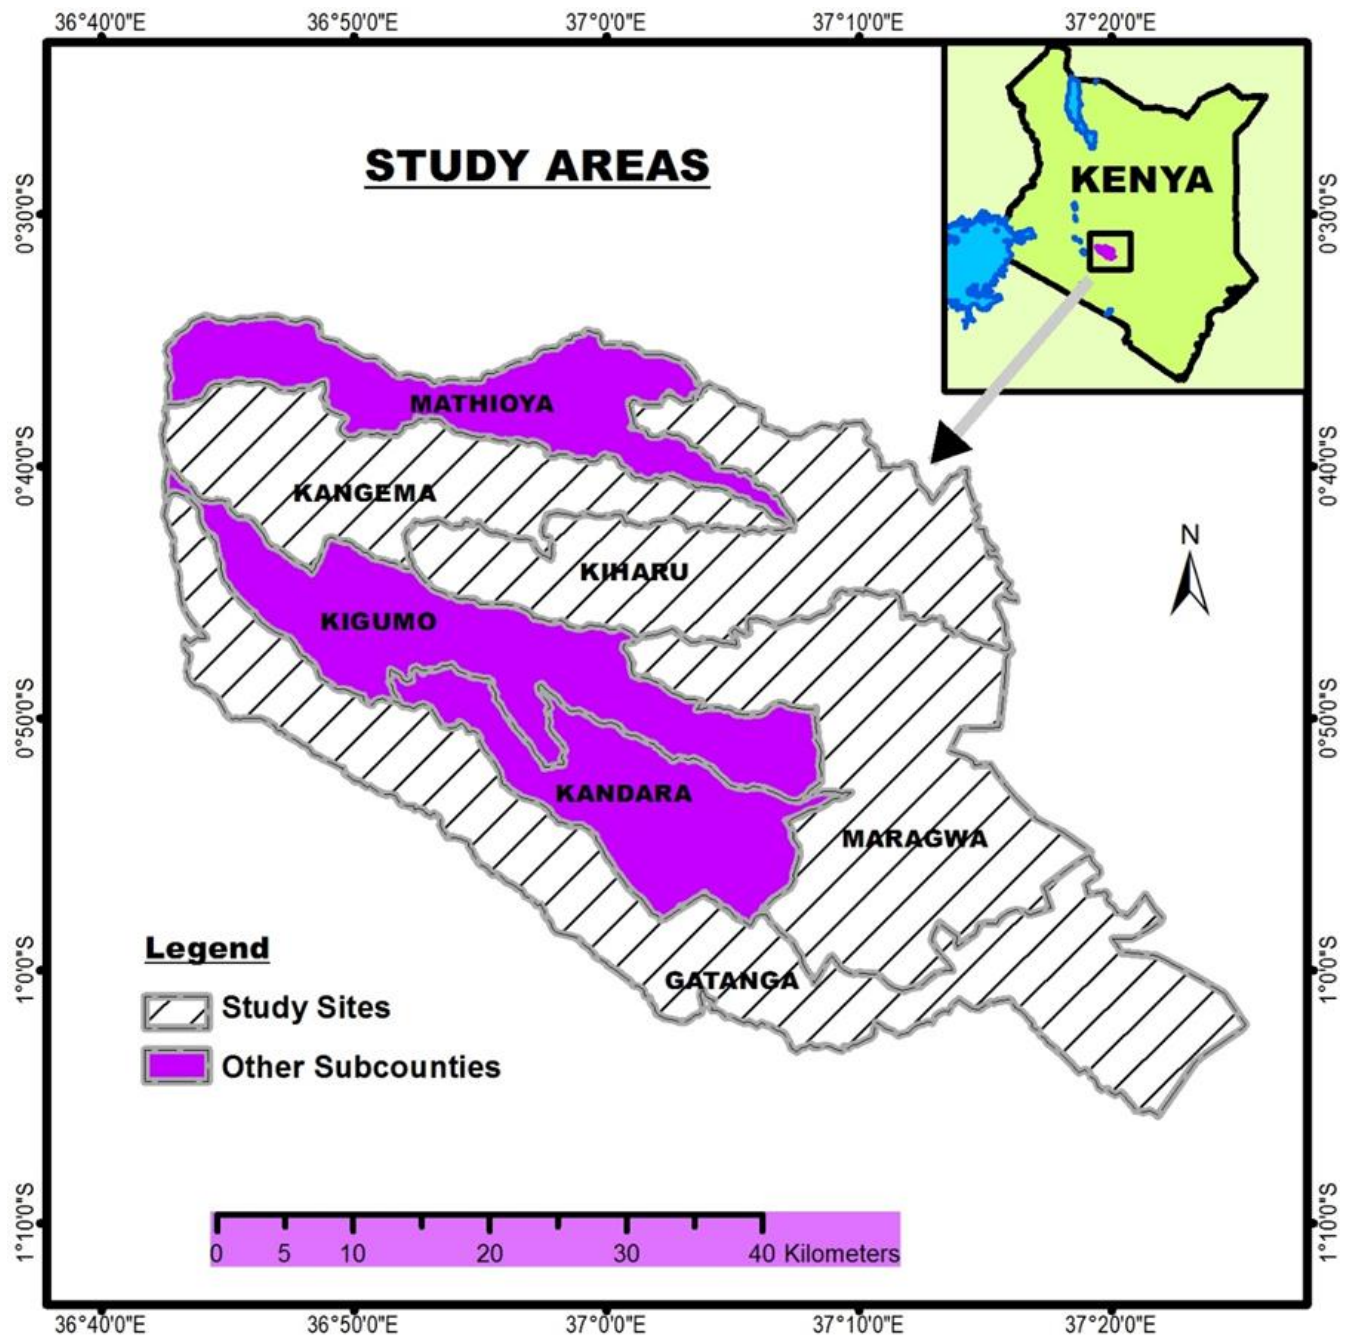 36°40'0"E 36°50'0"E 37°0'0"E 37°10'0"E 37°20'0"E
STUDY AREAS
KENYA
0°30'0"S 0°30'0"S
MATHIOYA
0°40'0"S 0°40'0"S
KANGEMA
N
KIHARU
KIGUMO
0°50'0"S 0°50'0"S
KANDARA
MARAGWA
Legend
1°0'0"S 1°0'0"S
GATANGA
Study Sites
Other Subcounties
1°10'0"S 1°10'0"S
0 5 10 20 30 40 Kilometers
36°40'0"E 36°50'0"E 37°0'0"E 37°10'0"E 37°20'0"E